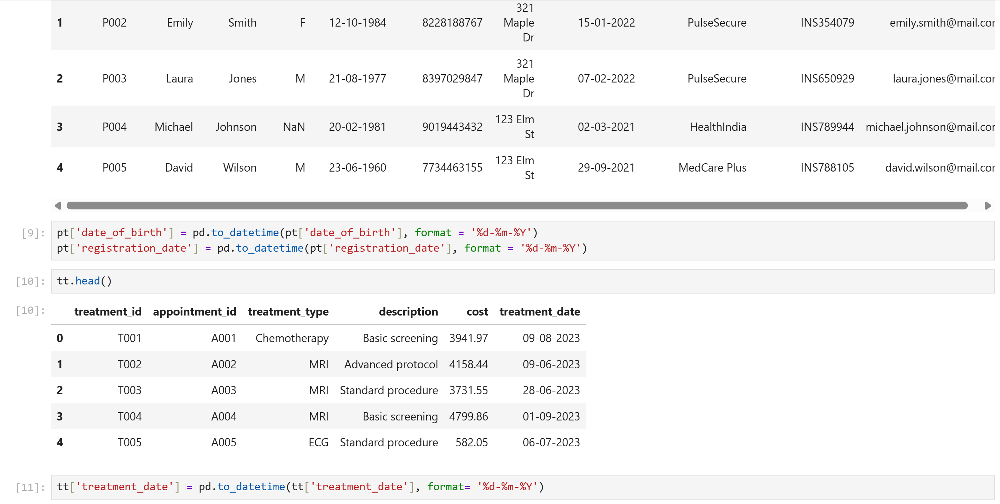 321
1 P002 Emily Smith F 12-10-1984 8228188767 Maple 15-01-2022 PulseSecure INS354079 emily.smith@mail.cor
Dr
321
2 P003 Laura Jones M 21-08-1977 8397029847 Maple 07-02-2022 PulseSecure INS650929 laura.jones@mail.cor
Dr
123 Elm
3 P004 Michael Johnson NaN 20-02-1981 9019443432 02-03-2021 HealthIndia INS789944 michael.johnson@mail.cor
St
123 Elm
4 P005 David Wilson M 23-06-1960 7734463155 29-09-2021 MedCare Plus INS788105 david.wilson@mail.cor
St
[9]: pt['date_of_birth'] = pd.to_datetime(pt['date_of_birth'], format = '%d-%m-%Y')
pt['registration_date'] = pd.to_datetime(pt['registration_date'], format = '%d-%m-%Y')
[10]: tt.head()
[10]: treatment_id appointment_id treatment_type description cost treatment_date
0 T001 A001 Chemotherapy Basic screening 3941.97 09-08-2023
1 T002 A002 MRI Advanced protocol 4158.44 09-06-2023
2 T003 A003 MRI Standard procedure 3731.55 28-06-2023
3 T004 A004 MRI Basic screening 4799.86 01-09-2023
4 T005 A005 ECG Standard procedure 582.05 06-07-2023
[11]: tt['treatment_date'] = pd.to_datetime(tt['treatment_date'], format= '%d-%m-%Y')